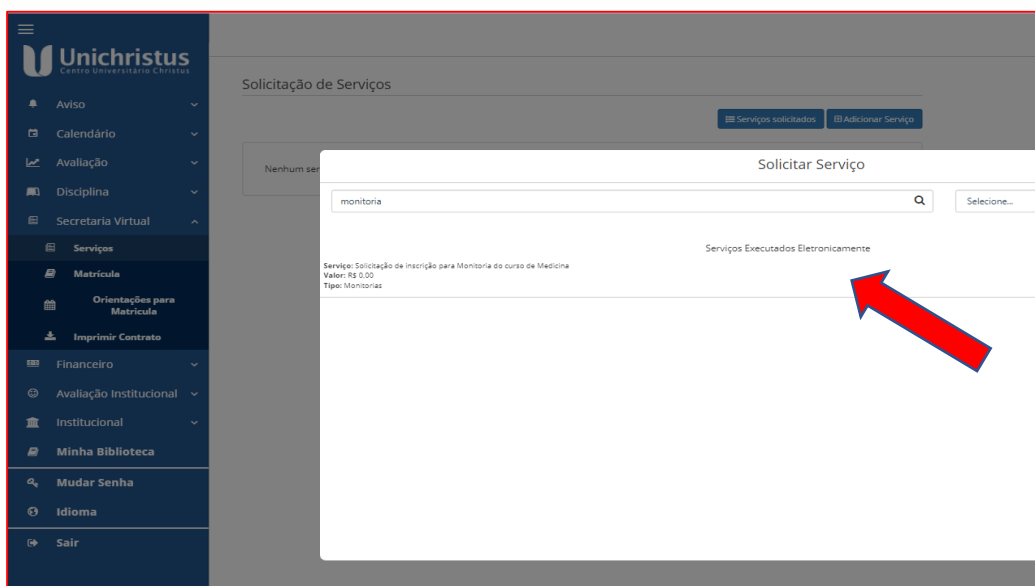 Unichristus
Centro Universitário Christus
Aviso
Calendário
Avaliação
Disciplina
Secretaria Virtual
Serviços
Matrícula
Orientações para
Matricula
Imprimir Contrato
Financeiro
Avaliação Institucional
Institucional
Minha Biblioteca
Mudar Senha
Idioma
Sair
Solicitação de Serviços
Serviços solicitados
Adicionar Serviço
Nenhum ser
Solicitar Serviço
monitoria
Selecione...
Serviços Executados Eletronicamente
Serviço: Solicitação de inscrição para Monitoria do curso de Medicina
Valor: R$ 0,00
Tipo: Monitorias